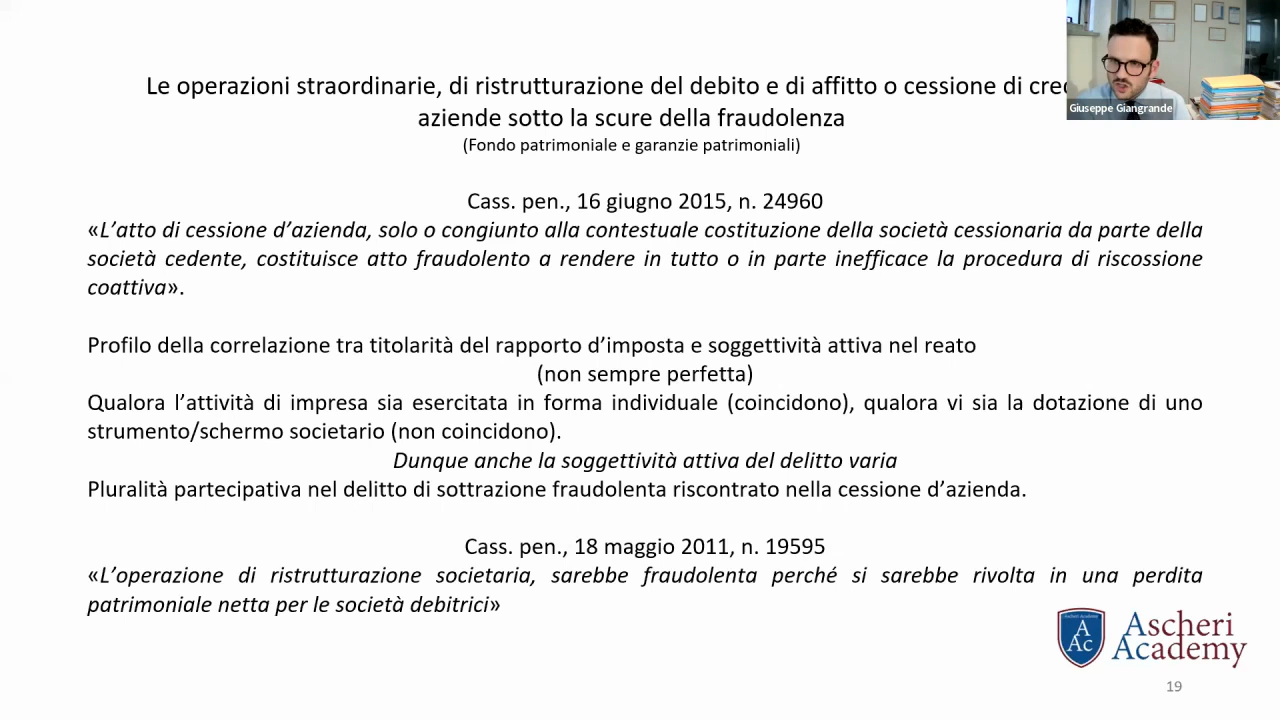 Le operazioni straordinarie, di ristrutturazione del debito e di affitto o cessione di
aziende sotto la scure della fraudolenza
(Fondo patrimoniale e garanzie patrimoniali)
Cass. pen., 16 giugno 2015, n. 24960
«L’atto di cessione d’azienda, solo o congiunto alla contestuale costituzione della società cessionaria da parte della
società cedente, costituisce atto fraudolento a rendere in tutto o in parte inefficace la procedura di riscossione
coattiva».
Profilo della correlazione tra titolarità del rapporto d’imposta e soggettività attiva nel reato
(non sempre perfetta)
Qualora l’attività di impresa sia esercitata in forma individuale (coincidono), qualora vi sia la dotazione di uno
strumento/schermo societario (non coincidono).
Dunque anche la soggettività attiva del delitto varia
Pluralità partecipativa nel delitto di sottrazione fraudolenta riscontrato nella cessione d’azienda.
Cass. pen., 18 maggio 2011, n. 19595
«L’operazione di ristrutturazione societaria, sarebbe fraudolenta perché si sarebbe rivolta in una perdita
patrimoniale netta per le società debitrici»
Giuseppe Giangrande
A
Ac
Ascheri
Academy
19